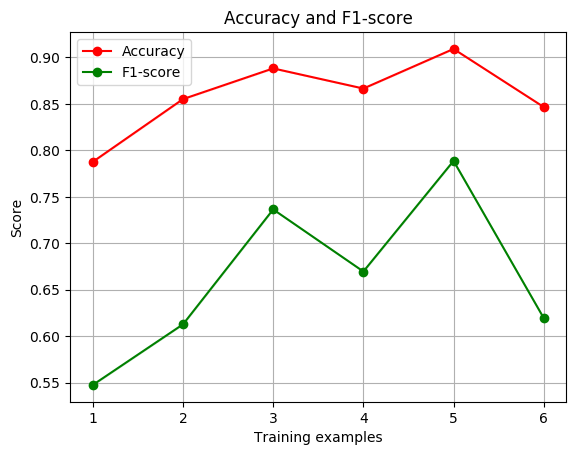 Accuracy and F1-score
Accuracy
F1-score
0.90
0.85
0.80
0.75
0.70
0.65
0.60
0.55
Score
1 2 3 4 5 6
Training examples